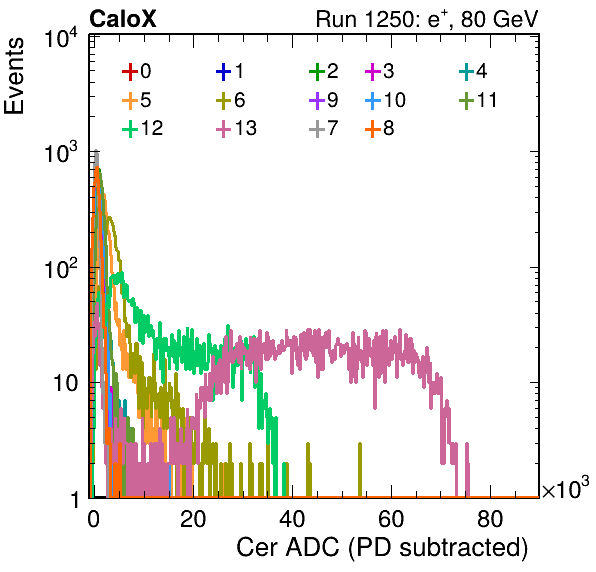 CaloX Run 1250: e⁺, 80 GeV
Events
10⁴
10³
10²
10
1
0 1 2 3 4
5 6 9 10 11
12 13 7 8
0 20 40 60 80 ×10³
Cer ADC (PD subtracted)